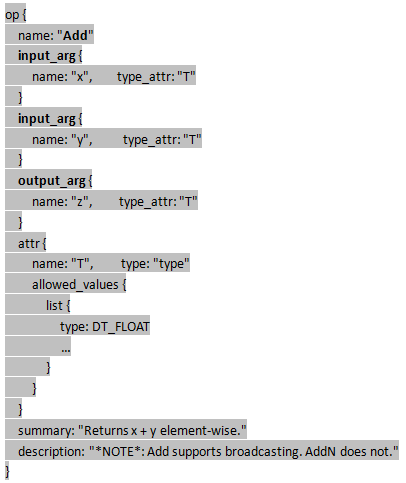 op {
name: "Add"
input_arg {
name: "x", type_attr: "T"
}
input_arg {
name: "y", type_attr: "T"
}
output_arg {
name: "z", type_attr: "T"
}
attr {
name: "T", type: "type"
allowed_values {
list {
type: DT_FLOAT
...
}
}
}
summary: "Returns x + y element-wise."
description: "*NOTE*: Add supports broadcasting. AddN does not."
}